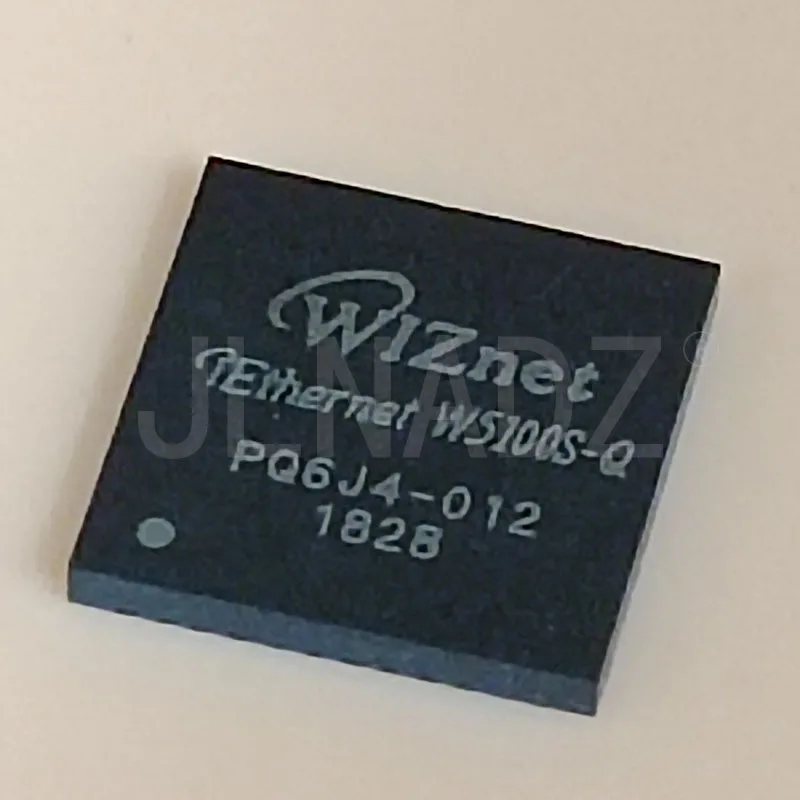 WIZnet
iEthernet W5100S-Q
PQ6J4-012
1828
JLNADZ®